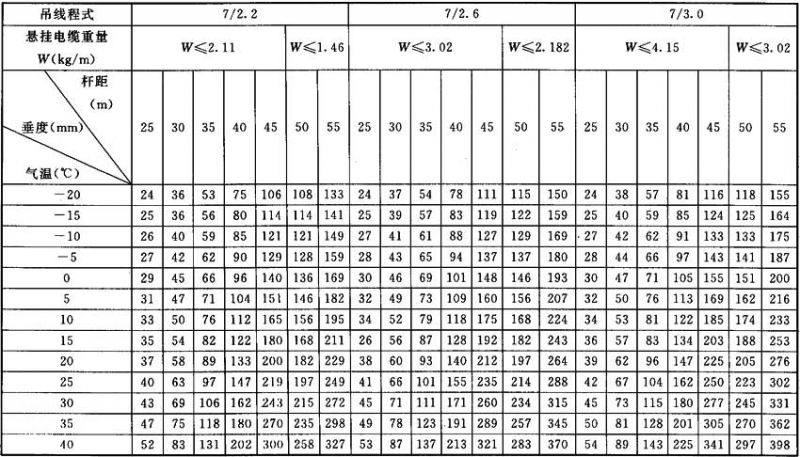 吊线程式 7/2.2 7/2.6 7/3.0
悬挂电缆重量
W(kg/m) W≤2.11 W≤1.46 W≤3.02 W≤2.182 W≤4.15 W≤3.02
杆距
(m)
垂度(mm) 25 30 35 40 45 50 55 25 30 35 40 45 50 55 25 30 35 40 45 50 55
气温(℃)
-20 24 36 53 75 106 108 133 24 37 54 78 111 115 150 24 38 57 81 116 118 155
-15 25 36 56 80 114 114 141 25 39 57 83 119 122 159 25 40 59 85 124 125 164
-10 26 40 59 85 121 121 149 27 41 61 88 127 129 169 27 42 62 91 133 133 175
-5 27 42 62 90 129 128 159 28 43 65 94 137 137 180 28 44 66 97 143 141 187
0 29 45 66 96 140 136 169 30 46 69 101 148 146 193 30 47 71 105 155 151 200
5 31 47 71 104 151 146 182 32 49 73 109 160 156 207 32 50 76 113 169 162 216
10 33 50 76 112 165 156 195 34 52 79 118 175 168 224 34 53 81 122 185 174 233
15 35 54 82 122 180 168 211 26 56 87 128 192 182 243 36 57 83 134 203 188 253
20 37 58 89 133 200 182 229 38 60 93 140 212 197 264 39 62 96 147 225 205 276
25 40 63 97 147 219 197 249 41 66 101 155 235 214 288 42 67 104 162 250 223 302
30 43 69 106 162 243 215 272 45 71 111 171 260 234 315 45 73 115 180 277 245 331
35 47 75 118 180 270 235 298 49 78 123 191 289 257 345 50 81 128 201 305 270 362
40 52 83 131 202 300 258 327 53 87 137 213 321 283 370 54 89 143 225 341 297 398